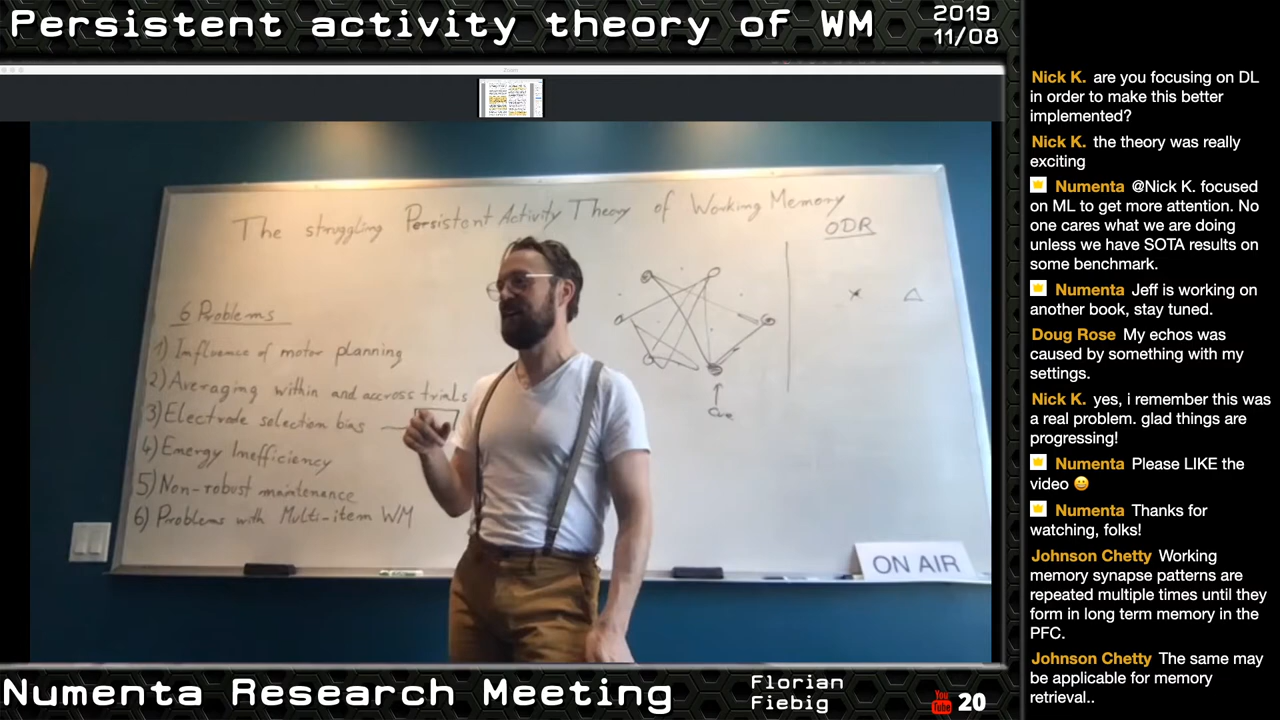 Persistent activity theory of WM
2019
11/08
The struggling Persistent Activity Theory of Working Memory
ODR
6 Problems
1) Influence of motor planning
2) Averaging within and accross trials
3) Electrode selection bias
4) Energy Inefficiency
5) Non-robust maintenance
6) Problems with Multi-item WM
Cue
ON AIR
Numenta Research Meeting
Florian
Fiebig
YouTube 20
Nick K. are you focusing on DL
in order to make this better
implemented?
Nick K. the theory was really
exciting
Numenta @Nick K. focused
on ML to get more attention. No
one cares what we are doing
unless we have SOTA results on
some benchmark.
Numenta Jeff is working on
another book, stay tuned.
Doug Rose My echos was
caused by something with my
settings.
Nick K. yes, i remember this was
a real problem. glad things are
progressing!
Numenta Please LIKE the
video 😀
Numenta Thanks for
watching, folks!
Johnson Chetty Working
memory synapse patterns are
repeated multiple times until they
form in long term memory in the
PFC.
Johnson Chetty The same may
be applicable for memory
retrieval..